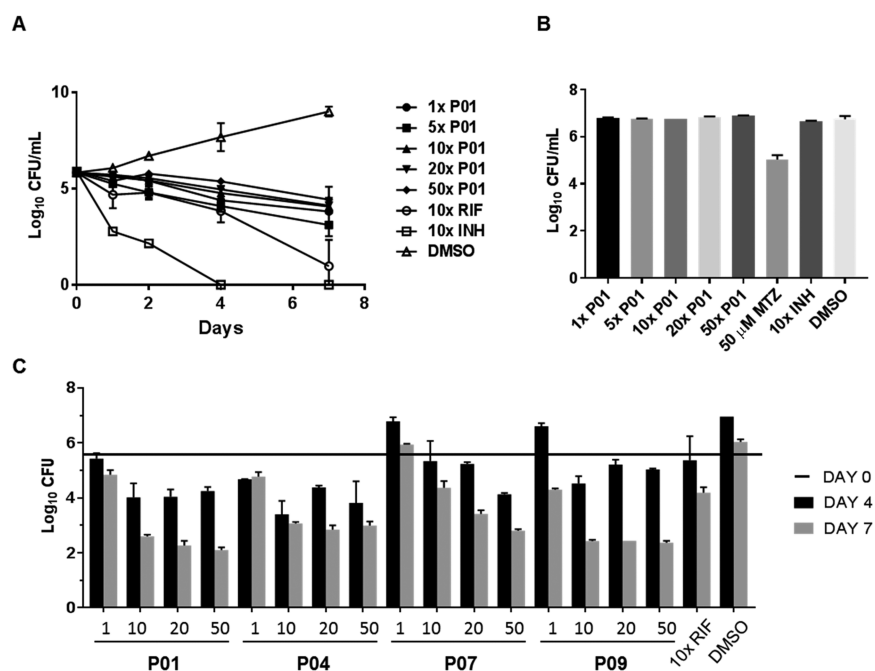 A
10
5
0
Log10 CFU/mL
0 2 4 6 8
Days
1x P01
5x P01
10x P01
20x P01
50x P01
10x RIF
10x INH
DMSO
B
8
6
4
2
0
Log10 CFU/mL
1x P01
5x P01
10x P01
20x P01
50x P01
50 µM MTZ
10x INH
DMSO
C
8
6
4
2
0
Log10 CFU
1 10 20 50 1 10 20 50 1 10 20 50 1 10 20 50 10x RIF DMSO
P01 P04 P07 P09
DAY 0
DAY 4
DAY 7